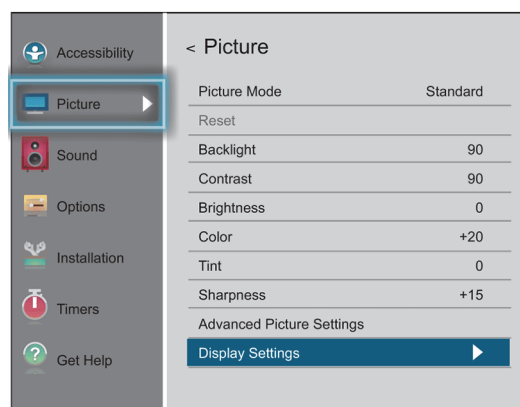 Accessibility
Picture
Sound
Options
Installation
Timers
Get Help
< Picture
Picture Mode Standard
Reset
Backlight 90
Contrast 90
Brightness 0
Color +20
Tint 0
Sharpness +15
Advanced Picture Settings
Display Settings